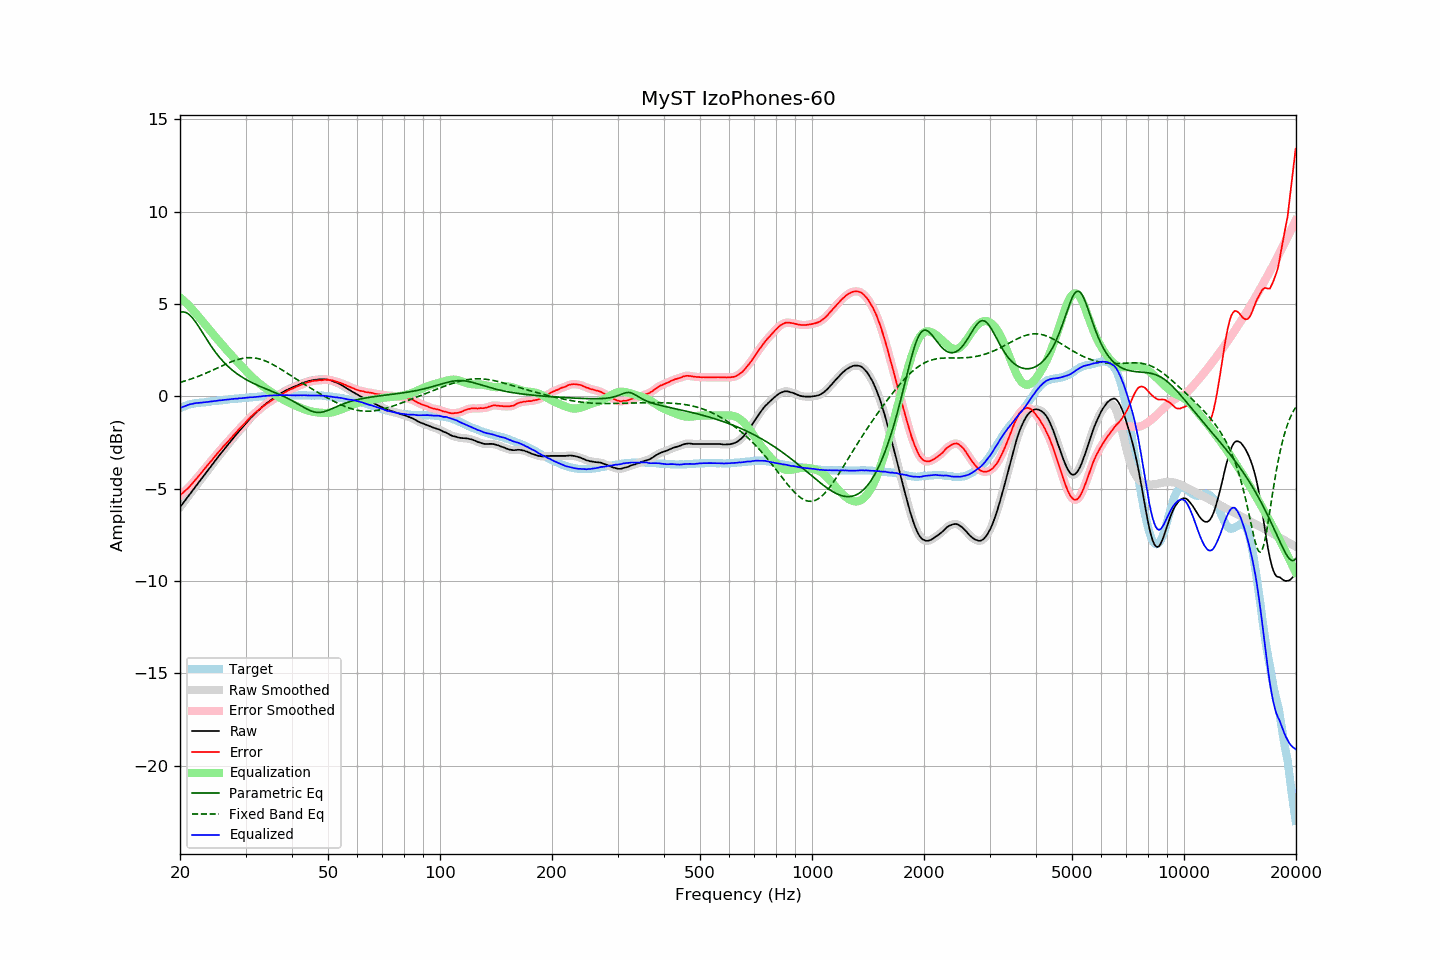 MyST IzoPhones-60
Amplitude (dBr)
15
10
5
0
−5
−10
−15
−20
Target
Raw Smoothed
Error Smoothed
Raw
Error
Equalization
Parametric Eq
Fixed Band Eq
Equalized
20 50 100 200 500 1000 2000 5000 10000 20000
Frequency (Hz)